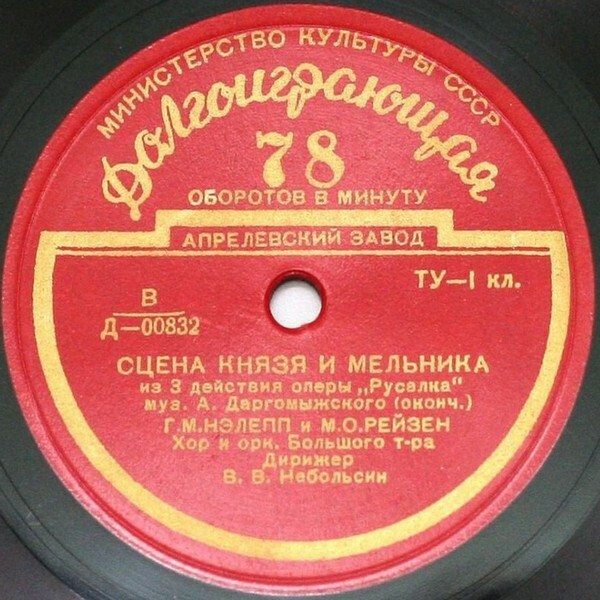 МИНИСТЕРСТВО КУЛЬТУРЫ СССР
Долгоиграющая
78
ОБОРОТОВ В МИНУТУ
АПРЕЛЕВСКИЙ ЗАВОД
ТУ—I кл.
В
Д—00832
СЦЕНА КНЯЗЯ И МЕЛЬНИКА
из 3 действия оперы „Русалка"
муз. А. Даргомыжского (оконч.)
Г.М.НЭЛЕПП и М.О.РЕЙЗЕН
Хор и орк. Большого т-ра
Дирижер
В. В. Небольсин